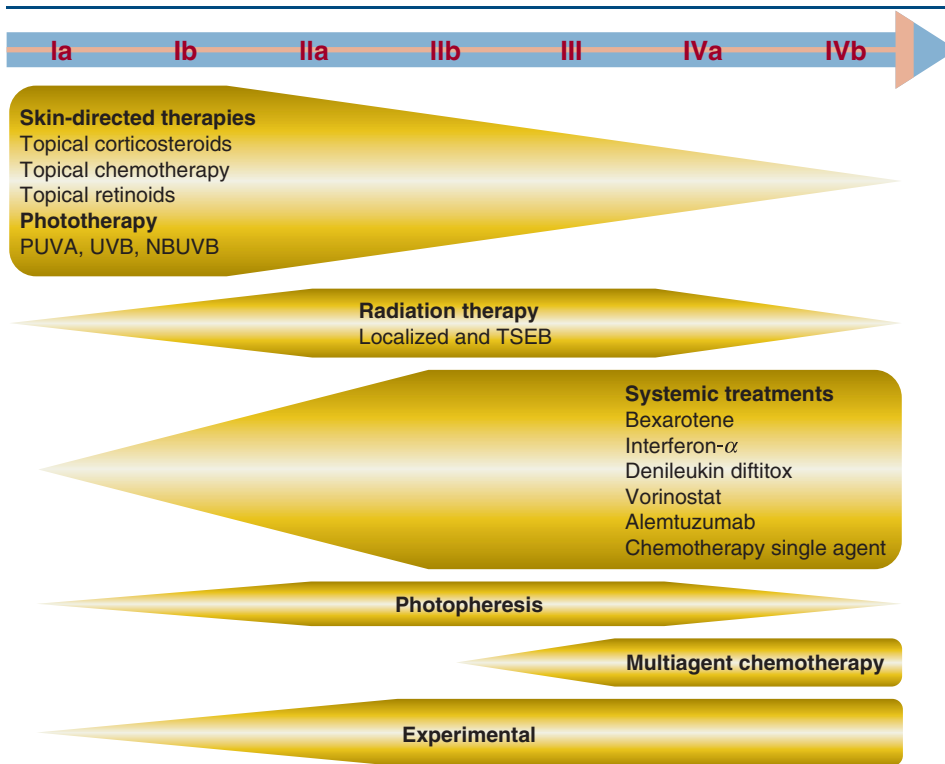 Ia Ib IIa IIb III IVa IVb
Skin-directed therapies
Topical corticosteroids
Topical chemotherapy
Topical retinoids
Phototherapy
PUVA, UVB, NBUVB
Radiation therapy
Localized and TSEB
Systemic treatments
Bexarotene
Interferon-α
Denileukin diftitox
Vorinostat
Alemtuzumab
Chemotherapy single agent
Photopheresis
Multiagent chemotherapy
Experimental